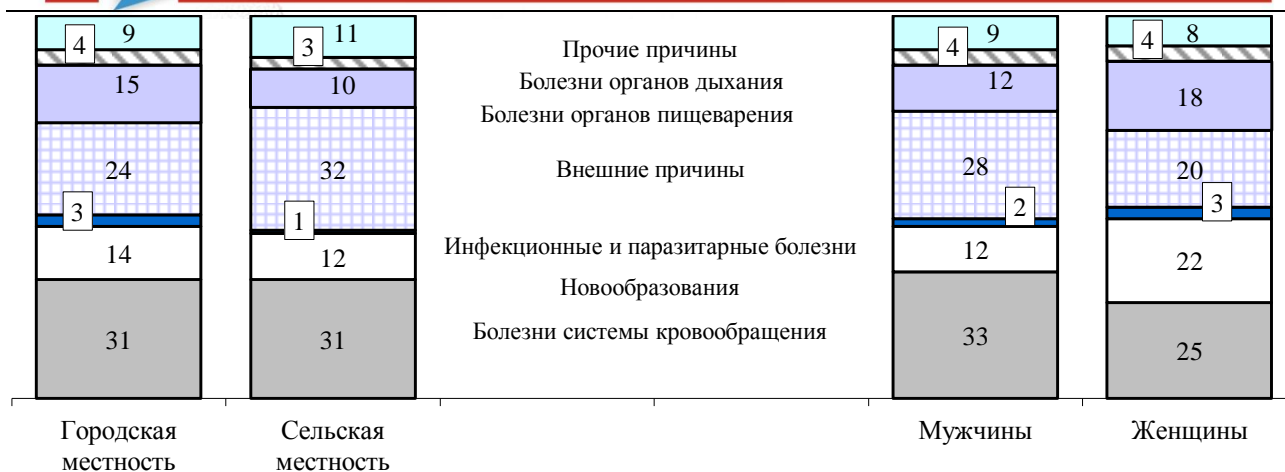 9
4
15
24
3
14
31
11
3
10
32
1
12
31
Прочие причины
Болезни органов дыхания
Болезни органов пищеварения
Внешние причины
Инфекционные и паразитарные болезни
Новообразования
Болезни системы кровообращения
9
4
12
28
2
12
33
8
4
18
20
3
22
25
Городская
местность
Сельская
местность
Мужчины
Женщины